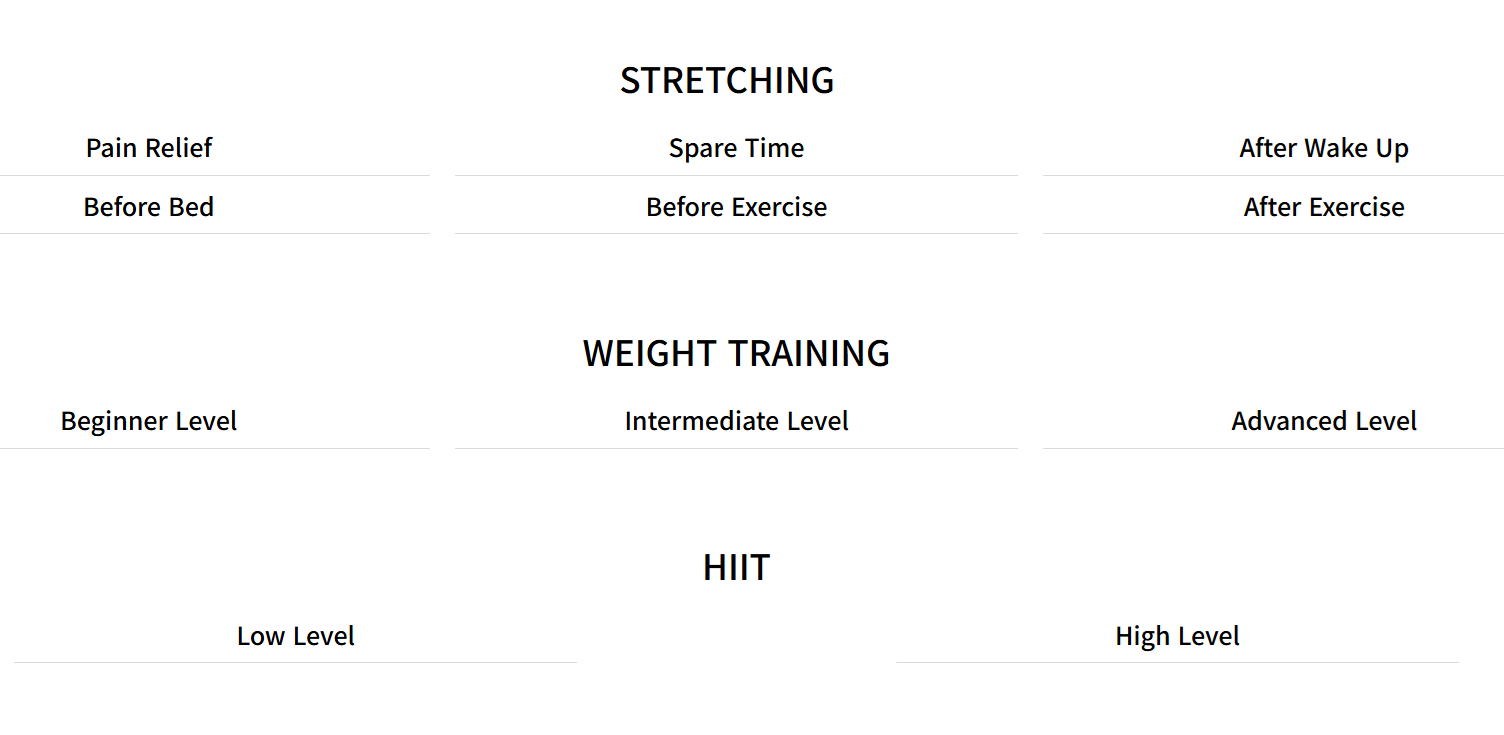 STRETCHING
Pain Relief Spare Time After Wake Up
Before Bed Before Exercise After Exercise
WEIGHT TRAINING
Beginner Level Intermediate Level Advanced Level
HIIT
Low Level High Level